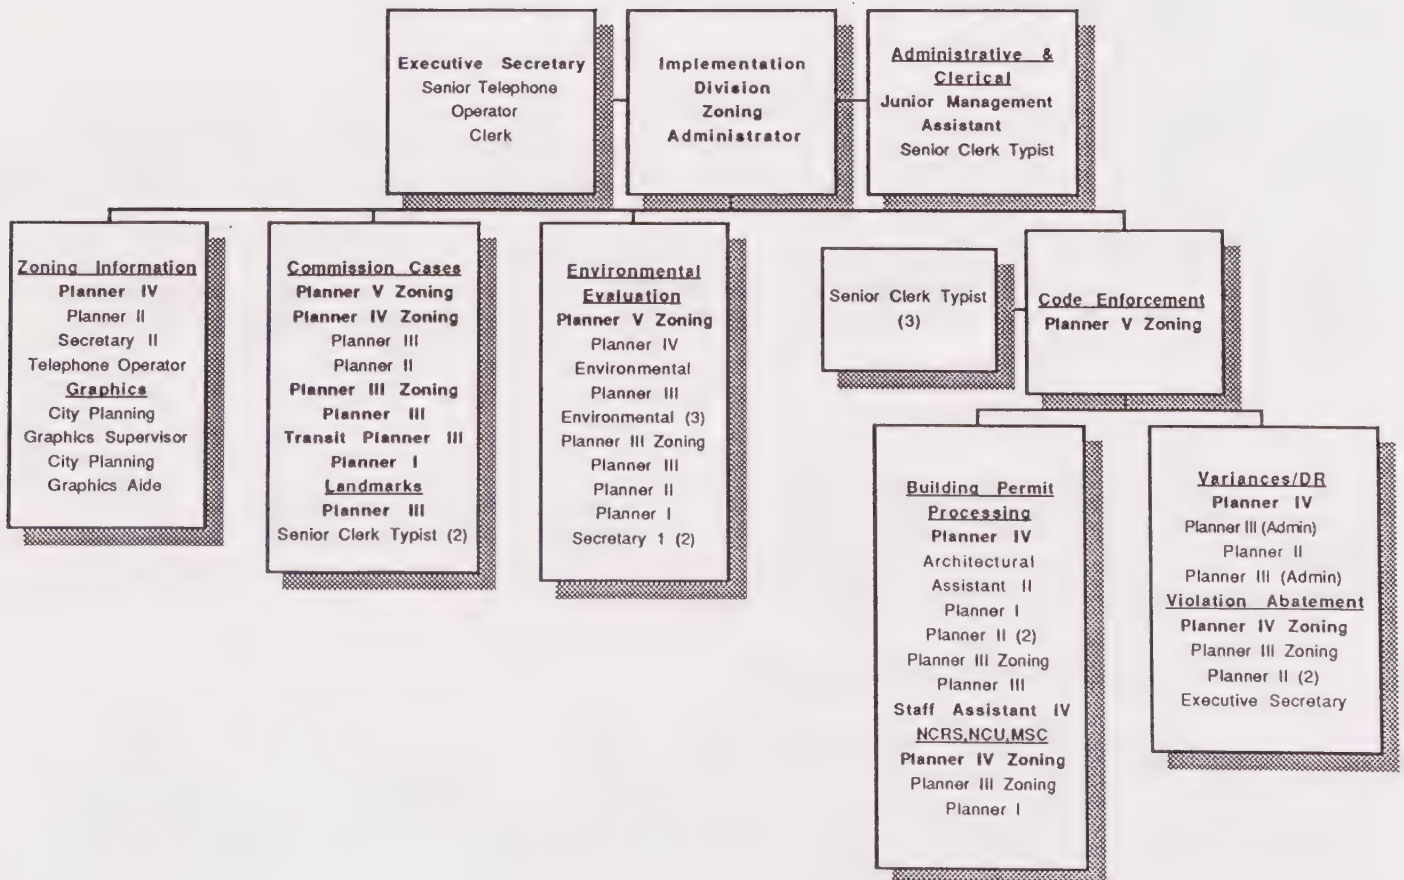 Executive Secretary
Senior Telephone
Operator
Clerk
Implementation
Division
Zoning
Administrator
Administrative &
Clerical
Junior Management
Assistant
Senior Clerk Typist
Zoning Information
Planner IV
Planner II
Secretary II
Telephone Operator
Graphics
City Planning
Graphics Supervisor
City Planning
Graphics Aide
Commission Cases
Planner V Zoning
Planner IV Zoning
Planner III
Planner II
Planner III Zoning
Planner III
Transit Planner III
Planner I
Landmarks
Planner III
Senior Clerk Typist (2)
Environmental
Evaluation
Planner V Zoning
Planner IV
Environmental
Planner III
Environmental (3)
Planner III Zoning
Planner III
Planner II
Planner I
Secretary 1 (2)
Senior Clerk Typist
(3)
Code Enforcement
Planner V Zoning
Building Permit
Processing
Planner IV
Architectural
Assistant II
Planner I
Planner II (2)
Planner III Zoning
Planner III
Staff Assistant IV
NCRS,NCU,MSC
Planner IV Zoning
Planner III Zoning
Planner I
Variances/DR
Planner IV
Planner III (Admin)
Planner II
Planner III (Admin)
Violation Abatement
Planner IV Zoning
Planner III Zoning
Planner II (2)
Executive Secretary